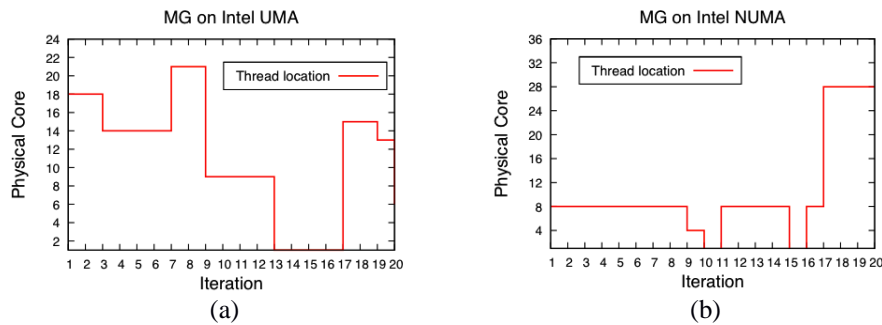 MG on Intel UMA
24
22
20
18
16
14
12
10
8
6
4
2
Physical Core
Thread location
1 2 3 4 5 6 7 8 9 10 11 12 13 14 15 16 17 18 19 20
Iteration
(a)
MG on Intel NUMA
36
32
28
24
20
16
12
8
4
Physical Core
Thread location
1 2 3 4 5 6 7 8 9 10 11 12 13 14 15 16 17 18 19 20
Iteration
(b)